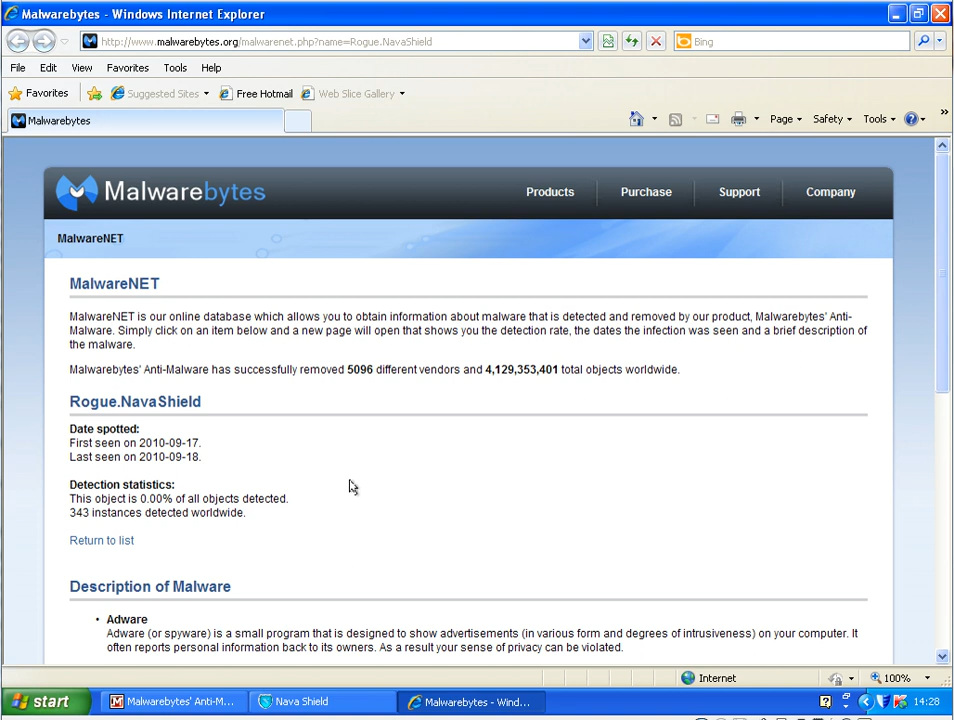 Malwarebytes - Windows Internet Explorer
http://www.malwarebytes.org/malwarenet.php?name=Rogue.NavaShield
Bing
File Edit View Favorites Tools Help
Favorites Suggested Sites Free Hotmail Web Slice Gallery
Malwarebytes
Page Safety Tools
Malwarebytes
Products Purchase Support Company
MalwareNET
MalwareNET
MalwareNET is our online database which allows you to obtain information about malware that is detected and removed by our product, Malwarebytes' Anti-
Malware. Simply click on an item below and a new page will open that shows you the detection rate, the dates the infection was seen and a brief description of
the malware.
Malwarebytes' Anti-Malware has successfully removed 5096 different vendors and 4,129,353,401 total objects worldwide.
Rogue.NavaShield
Date spotted:
First seen on 2010-09-17.
Last seen on 2010-09-18.
Detection statistics:
This object is 0.00% of all objects detected.
343 instances detected worldwide.
Return to list
Description of Malware
• Adware
Adware (or spyware) is a small program that is designed to show advertisements (in various form and degrees of intrusiveness) on your computer. It
often reports personal information back to its owners. As a result your sense of privacy can be violated.
Internet 100%
start Malwarebytes' Anti-M... Nava Shield Malwarebytes - Wind... 14:28